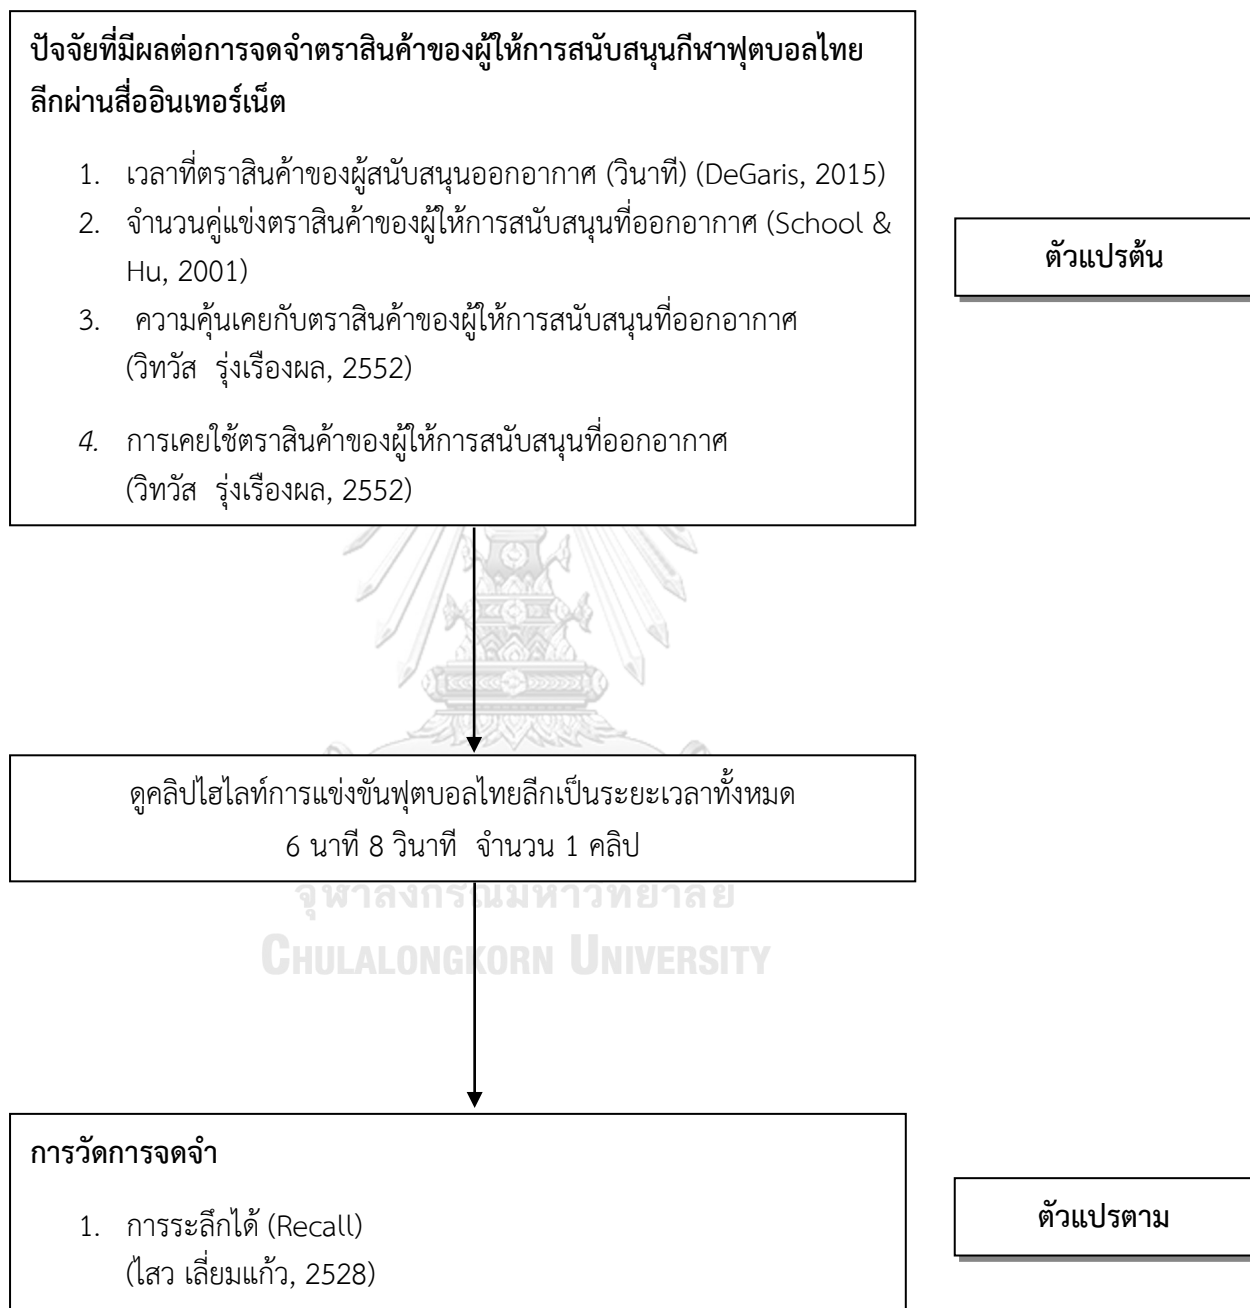 ปัจจัยที่มีผลต่อการจดจำตราสินค้าของผู้ให้การสนับสนุนกีฬาฟุตบอลไทย
ลีกผ่านสื่ออินเทอร์เน็ต
1. เวลาที่ตราสินค้าของผู้สนับสนุนออกอากาศ (วินาที) (DeGaris, 2015)
2. จำนวนคู่แข่งตราสินค้าของผู้ให้การสนับสนุนที่ออกอากาศ (School &
Hu, 2001)
3. ความคุ้นเคยกับตราสินค้าของผู้ให้การสนับสนุนที่ออกอากาศ
(วิทวัส รุ่งเรืองผล, 2552)
4. การเคยใช้ตราสินค้าของผู้ให้การสนับสนุนที่ออกอากาศ
(วิทวัส รุ่งเรืองผล, 2552)
ตัวแปรต้น
ดูคลิปไฮไลท์การแข่งขันฟุตบอลไทยลีกเป็นระยะเวลาทั้งหมด
6 นาที 8 วินาที จำนวน 1 คลิป
จุฬาลงกรณ์มหาวิทยาลัย
CHULALONGKORN UNIVERSITY
การวัดการจดจำ
1. การระลึกได้ (Recall)
(ไสว เลี่ยมแก้ว, 2528)
ตัวแปรตาม